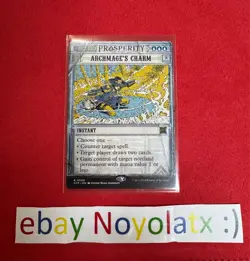 PROSPERITY
ARCHMAGE'S CHARM
INSTANT
Choose one —
• Counter target spell.
• Target player draws two cards.
• Gain control of target nonland
permanent with mana value 1 or
less.
ebay Noyolatx :)